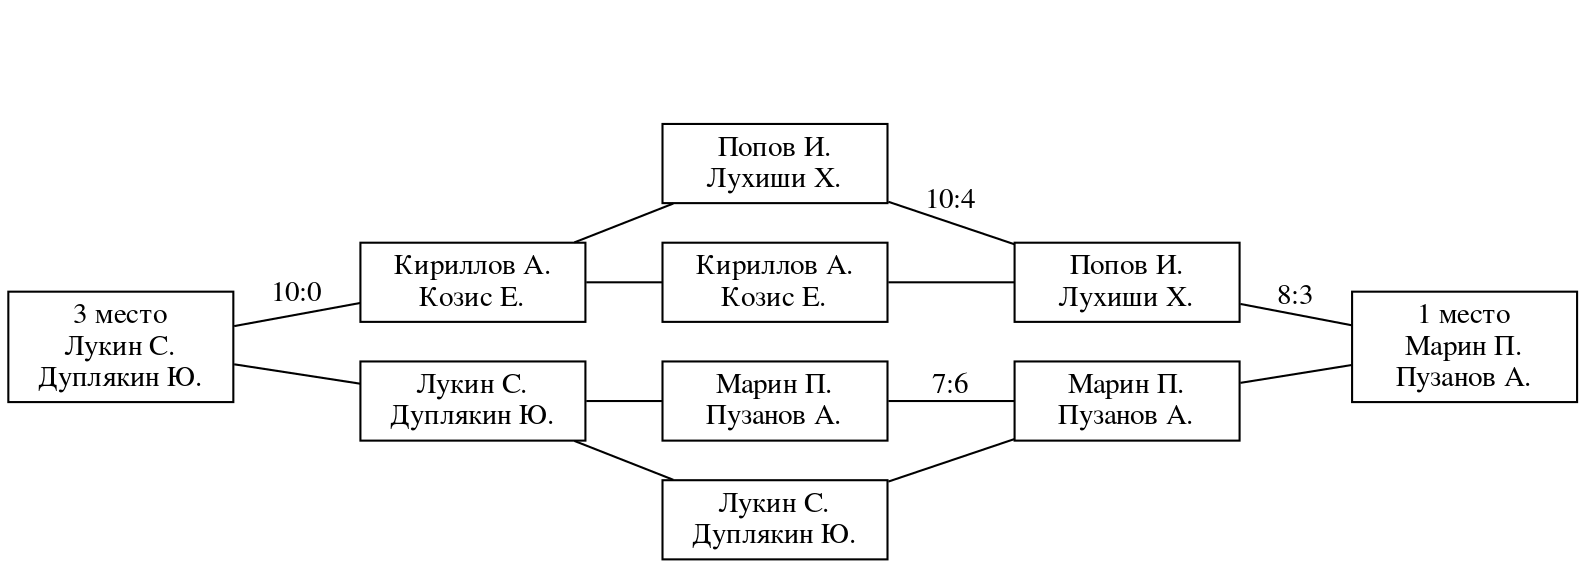 Попов И.
Лухиши Х.
10:4
Кириллов А.
Козис Е.
Кириллов А.
Козис Е.
Попов И.
Лухиши Х.
10:0
8:3
3 место
Лукин С.
Дуплякин Ю.
1 место
Марин П.
Пузанов А.
Лукин С.
Дуплякин Ю.
Марин П.
Пузанов А.
7:6
Марин П.
Пузанов А.
Лукин С.
Дуплякин Ю.